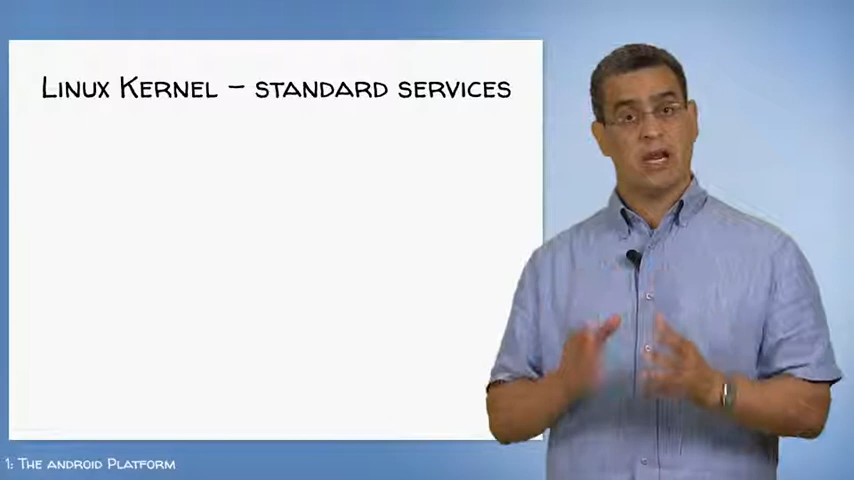 Linux Kernel – standard services
1: The android Platform